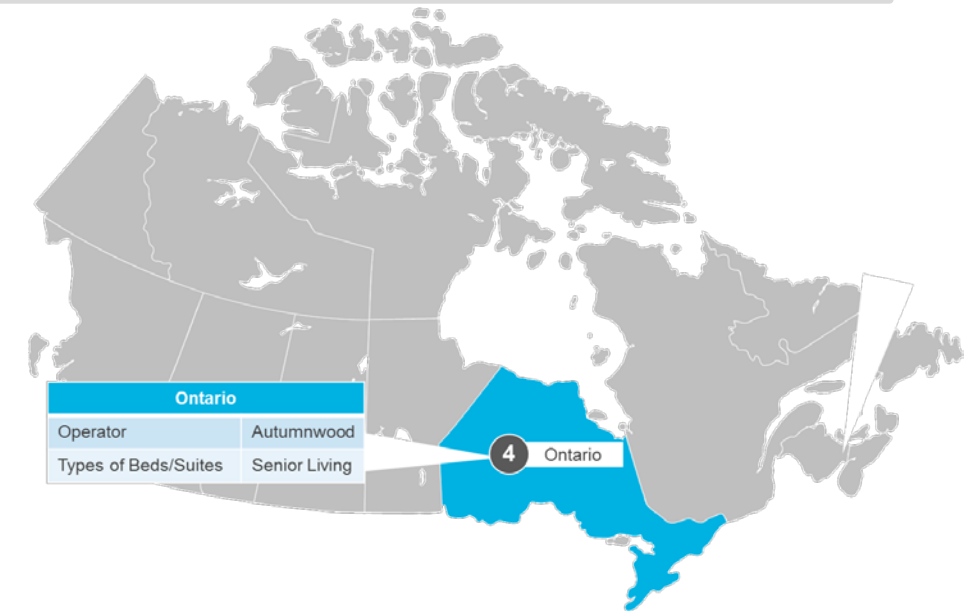 Ontario
Operator Autumnwood
Types of Beds/Suites Senior Living
4 Ontario